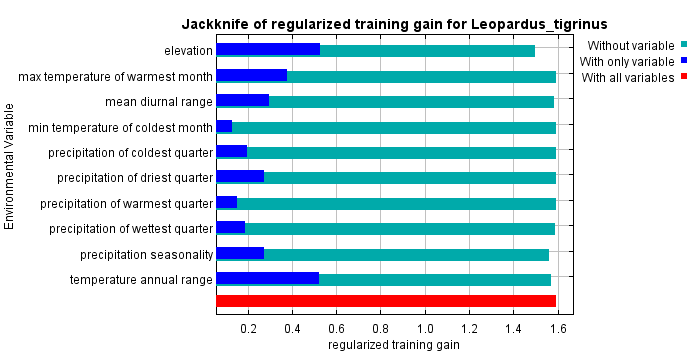 Jackknife of regularized training gain for Leopardus_tigrinus
Environmental Variable
elevation
max temperature of warmest month
mean diurnal range
min temperature of coldest month
precipitation of coldest quarter
precipitation of driest quarter
precipitation of warmest quarter
precipitation of wettest quarter
precipitation seasonality
temperature annual range
Without variable
With only variable
With all variables
0.2 0.4 0.6 0.8 1.0 1.2 1.4 1.6
regularized training gain